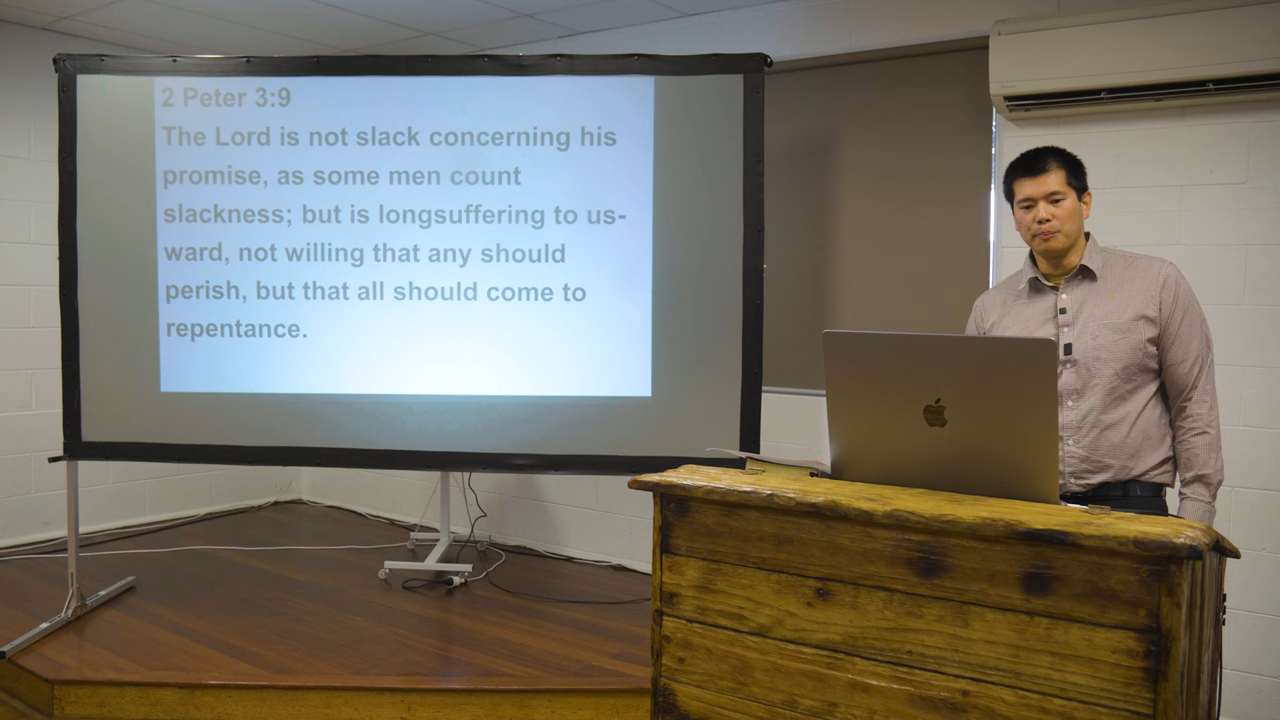 2 Peter 3:9
The Lord is not slack concerning his
promise, as some men count
slackness; but is longsuffering to us-
ward, not willing that any should
perish, but that all should come to
repentance.